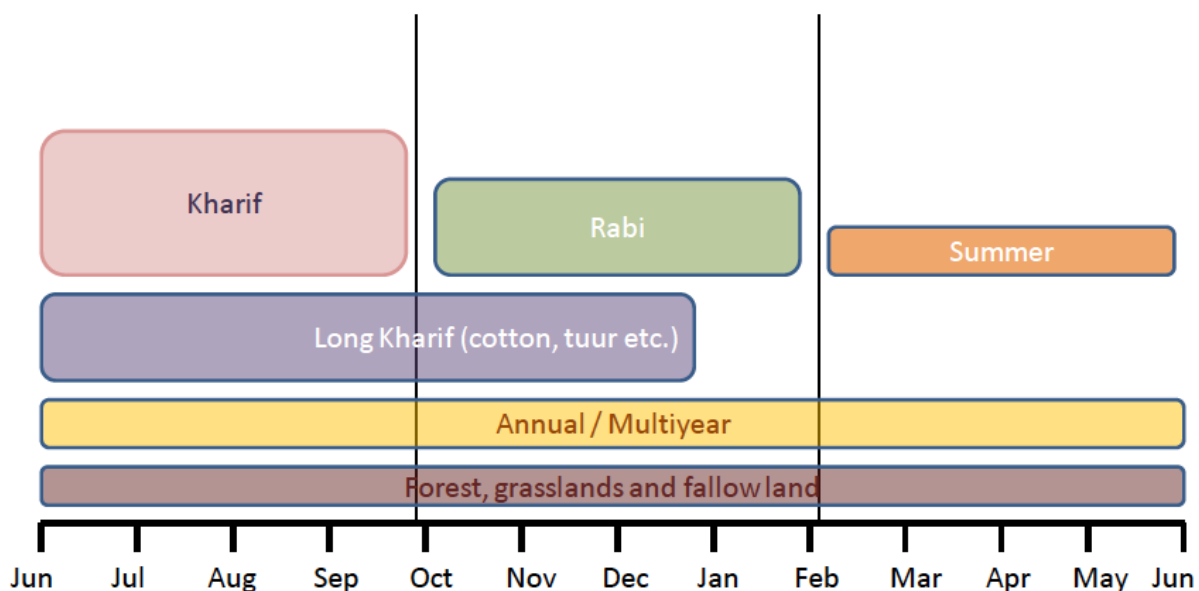 Kharif
Rabi
Summer
Long Kharif (cotton, tuur etc.)
Annual / Multiyear
Forest, grasslands and fallow land
Jun Jul Aug Sep Oct Nov Dec Jan Feb Mar Apr May Jun